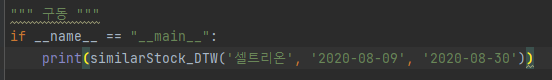 """ 구동 """
if __name__ == "__main__":
    print(similarStock_DTW('셀트리온', '2020-08-09', '2020-08-30'))